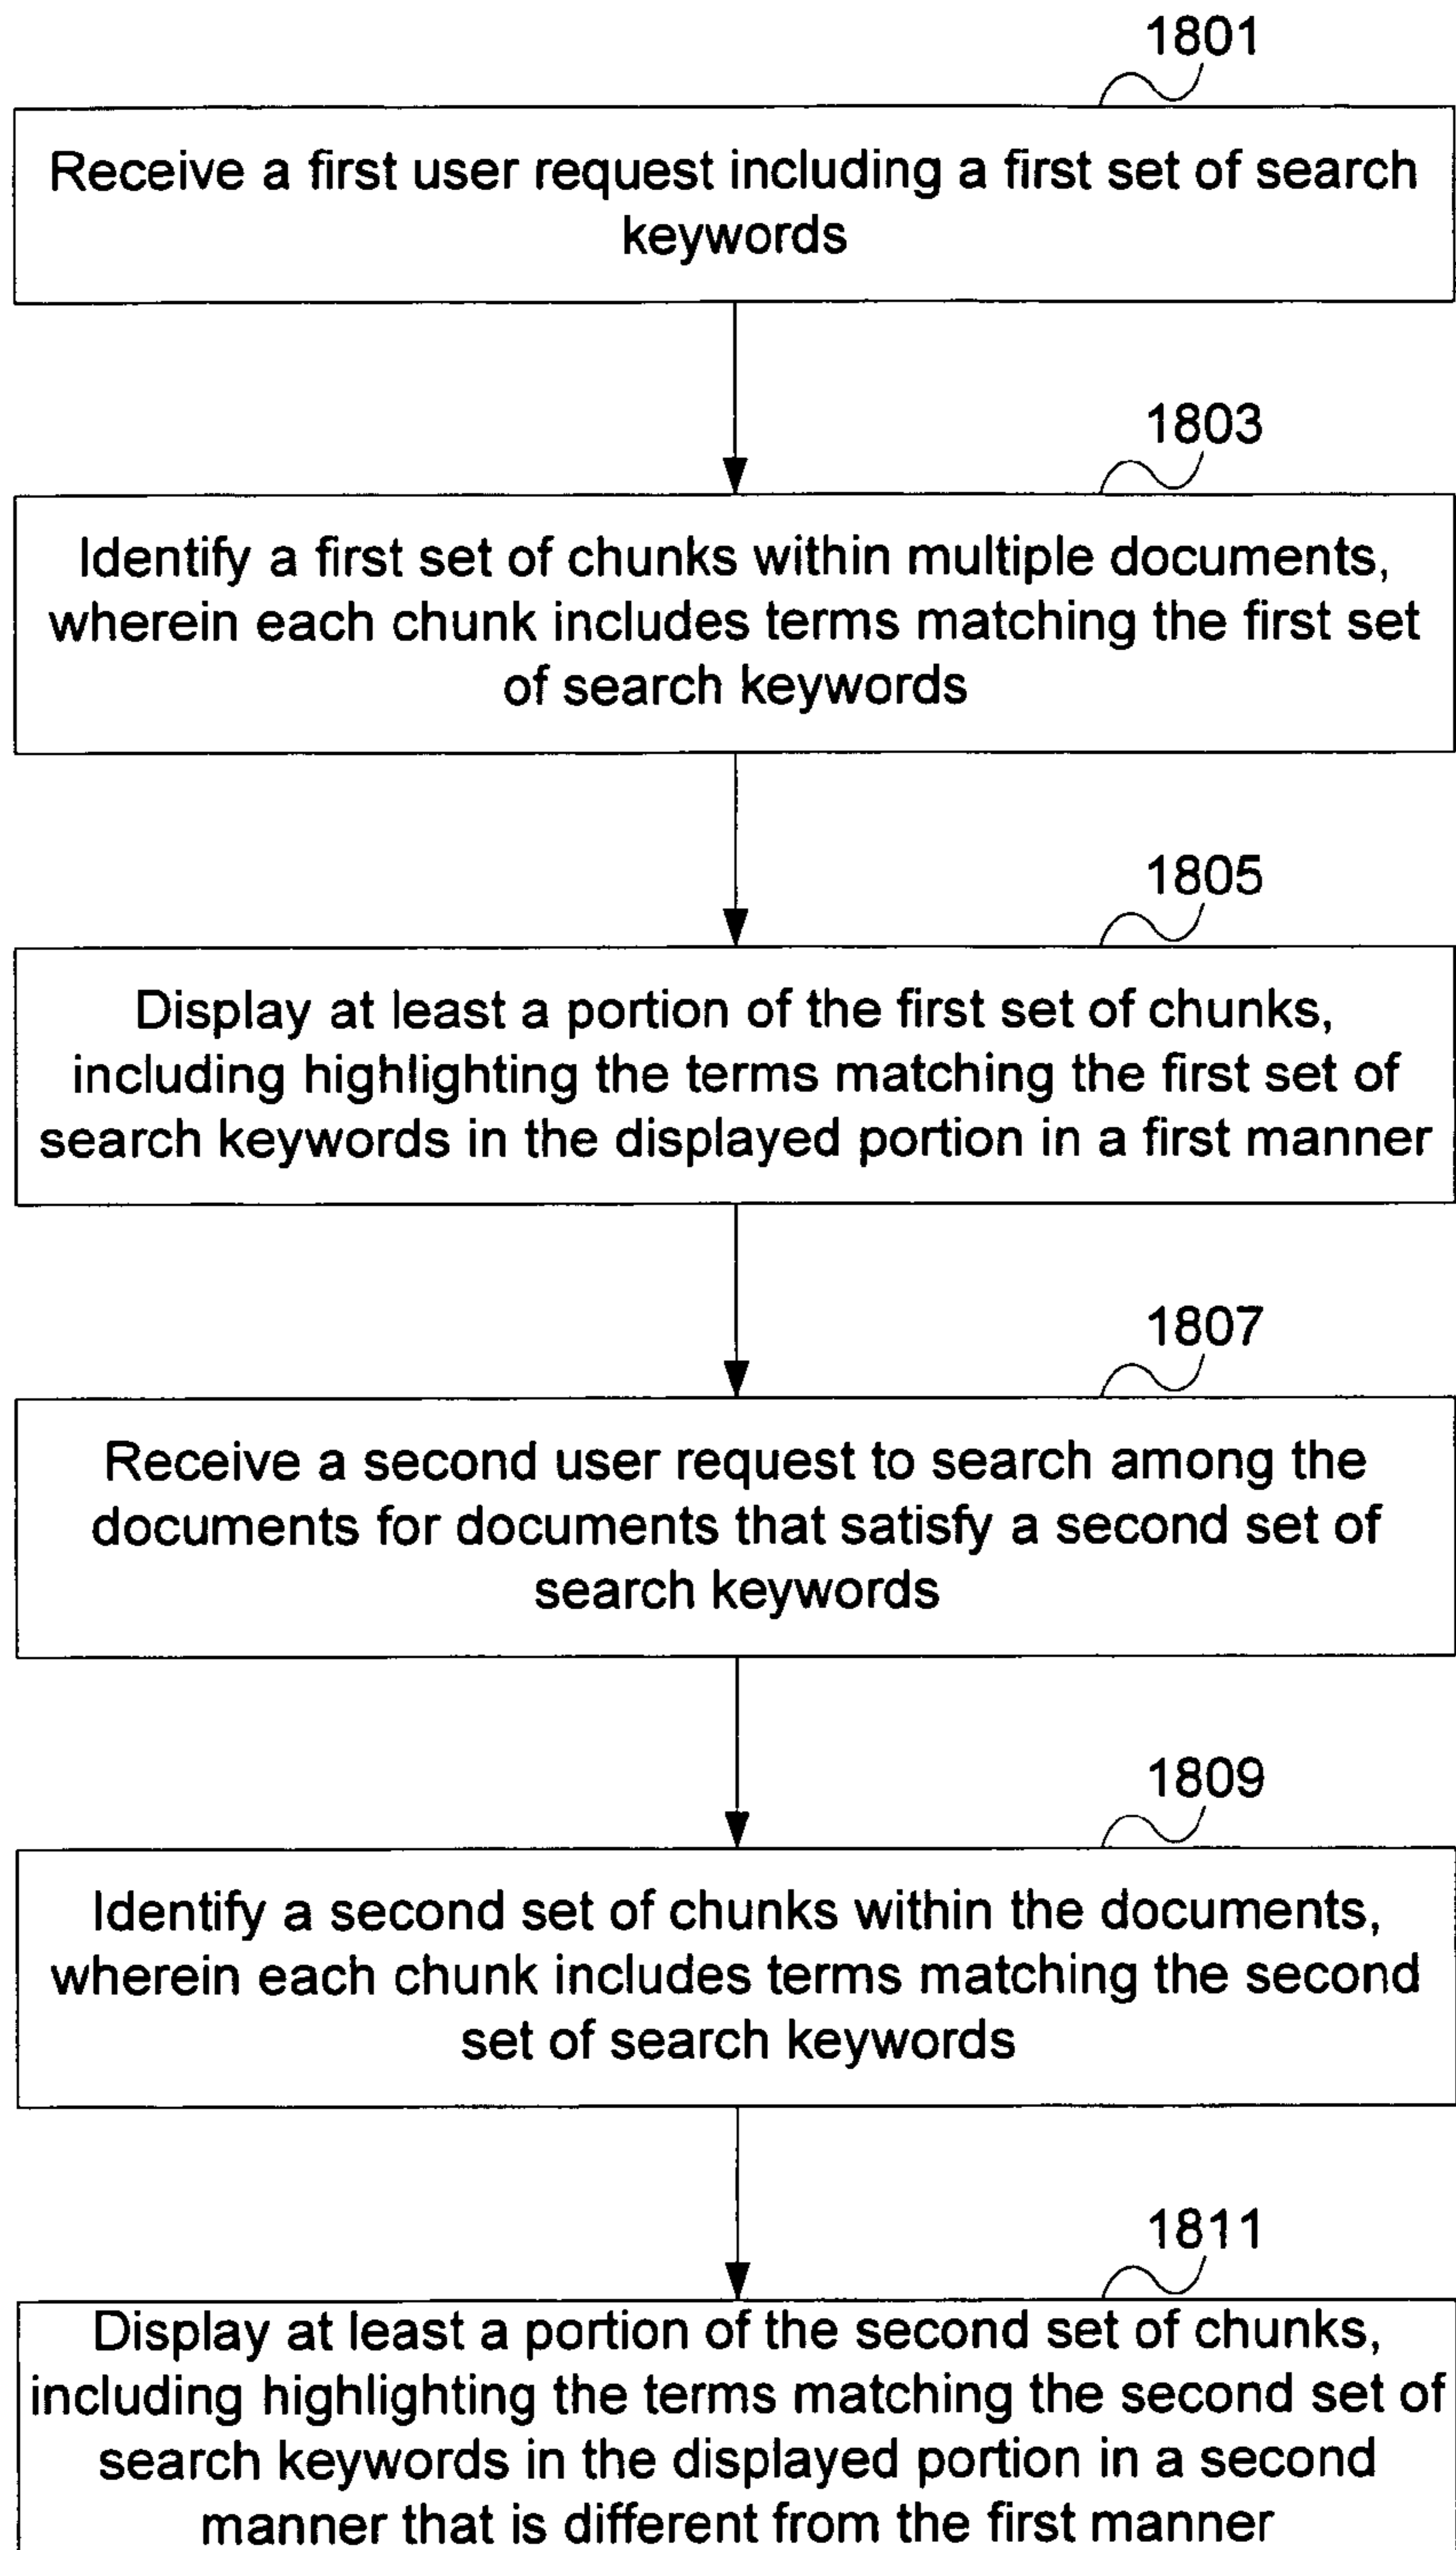 1801
Receive a first user request including a first set of search
keywords
1803
Identify a first set of chunks within multiple documents,
wherein each chunk includes terms matching the first set
of search keywords
1805
Display at least a portion of the first set of chunks,
including highlighting the terms matching the first set of
search keywords in the displayed portion in a first manner
1807
Receive a second user request to search among the
documents for documents that satisfy a second set of
search keywords
1809
Identify a second set of chunks within the documents,
wherein each chunk includes terms matching the second
set of search keywords
1811
Display at least a portion of the second set of chunks,
including highlighting the terms matching the second set of
search keywords in the displayed portion in a second
manner that is different from the first manner